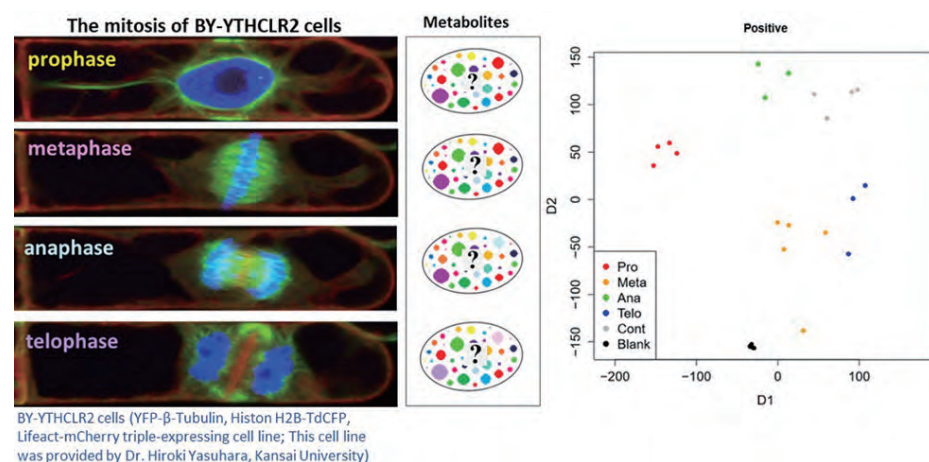 The mitosis of BY-YTHCLR2 cells
prophase
metaphase
anaphase
telophase
BY-YTHCLR2 cells (YFP-β-Tubulin, Histon H2B-TdCFP,
Lifeact-mCherry triple-expressing cell line; This cell line
was provided by Dr. Hiroki Yasuhara, Kansai University)
Metabolites
?
?
?
?
Positive
D2
150
100
50
0
−50
−100
−150
Pro
Meta
Ana
Telo
Cont
Blank
−200
−100
0
100
D1